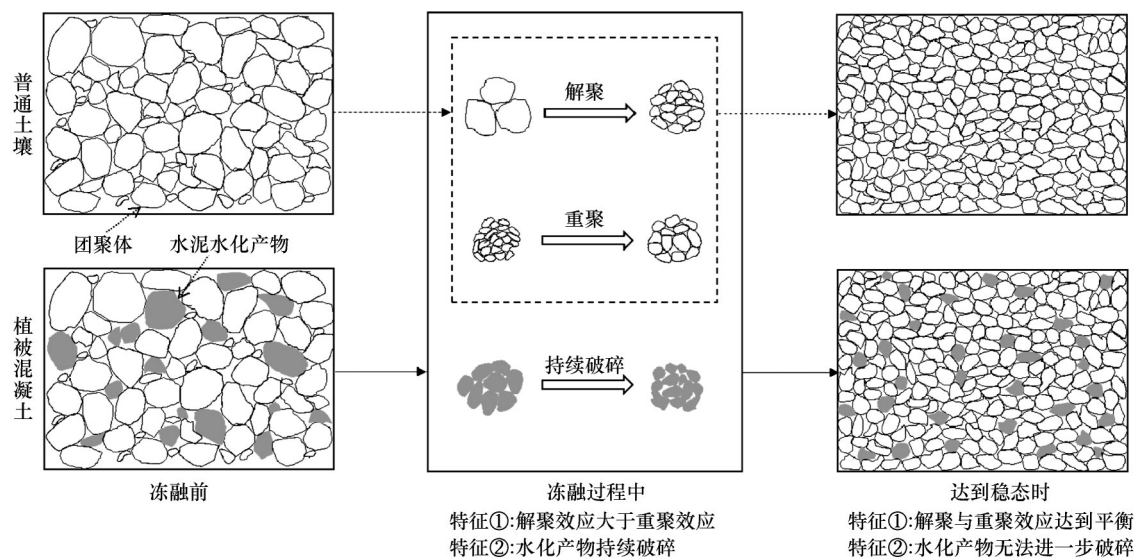 普通土壤
解聚
重聚
团聚体
水泥水化产物
植被混凝土
持续破碎
冻融前
冻融过程中
达到稳态时
特征①:解聚效应大于重聚效应
特征①:解聚与重聚效应达到平衡
特征②:水化产物持续破碎
特征②:水化产物无法进一步破碎